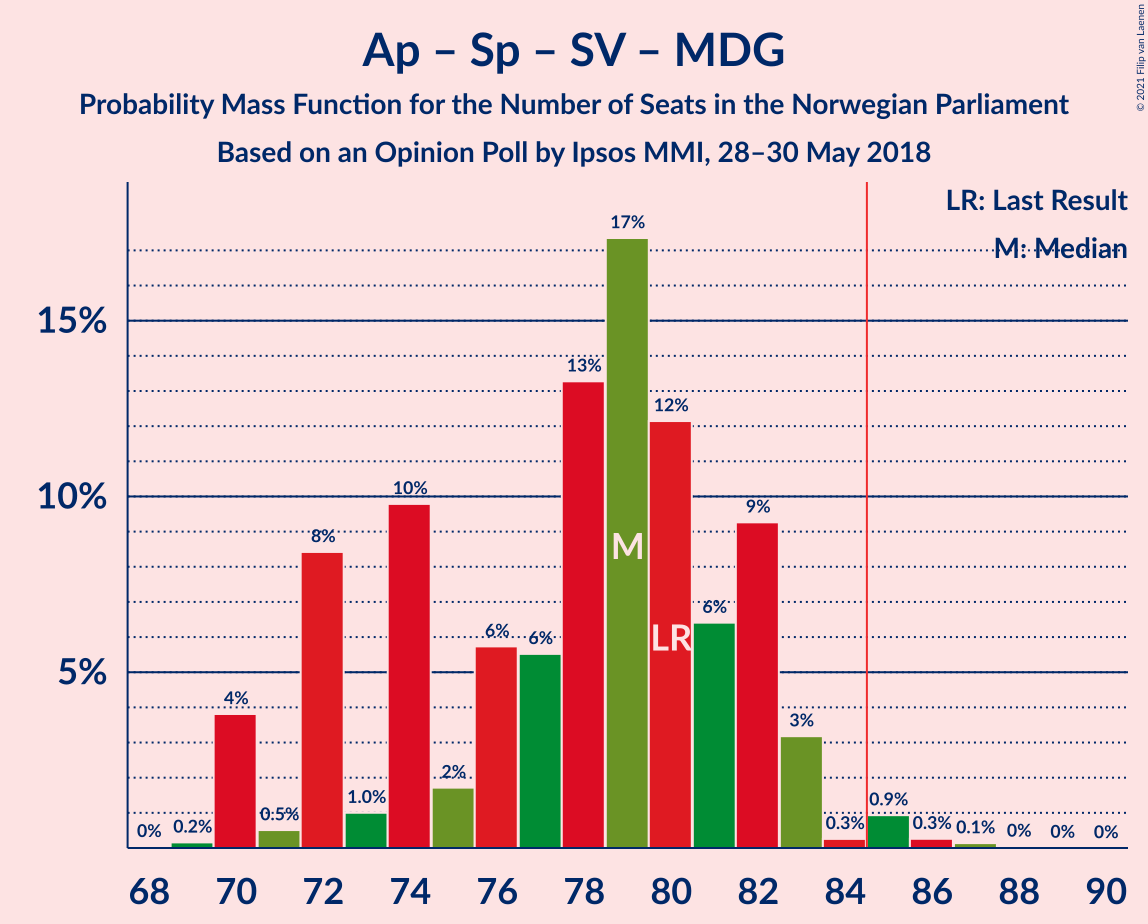 Ap – Sp – SV – MDG
Probability Mass Function for the Number of Seats in the Norwegian Parliament
Based on an Opinion Poll by Ipsos MMI, 28–30 May 2018
© 2021 Filip van Laenen
LR: Last Result
M: Median
15%
10%
5%
0%
0.2%
4%
0.5%
8%
1.0%
10%
2%
6%
6%
13%
17%
12%
6%
9%
3%
0.3%
0.9%
0.3%
0.1%
0%
0%
0%
M
LR
68 70 72 74 76 78 80 82 84 86 88 90